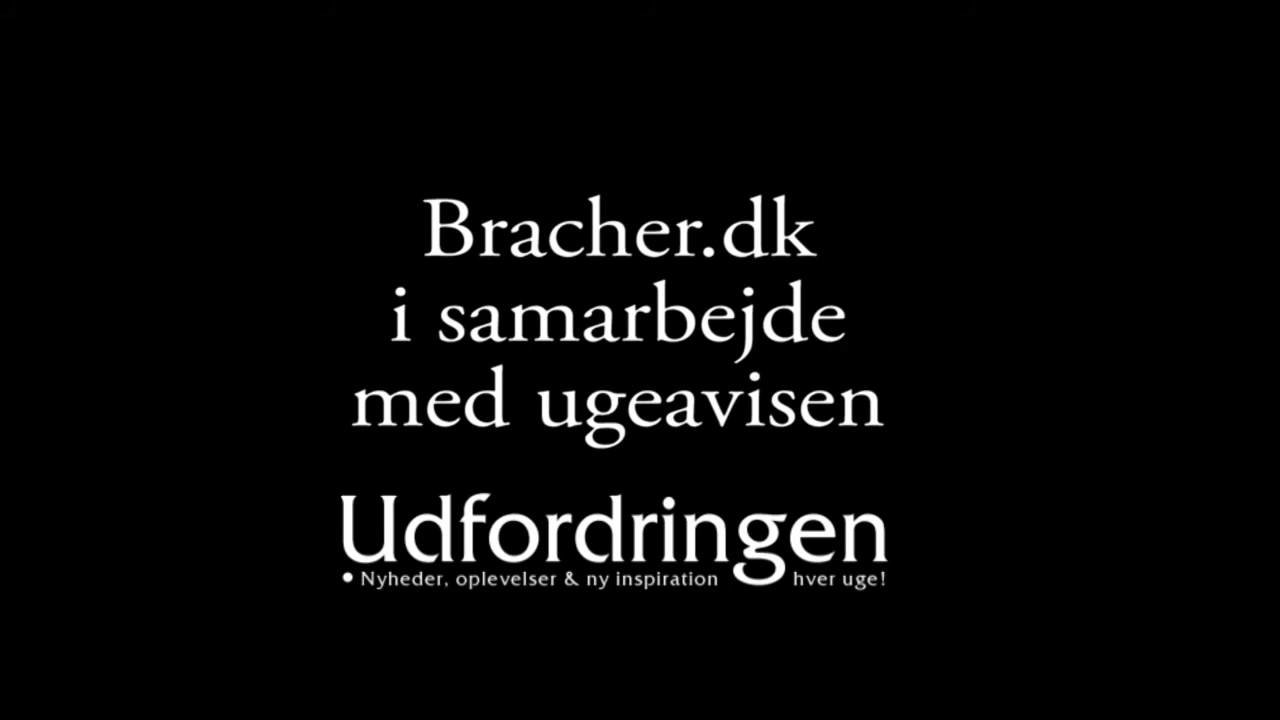 Bracher.dk
i samarbejde
med ugeavisen
Udfordringen
• Nyheder, oplevelser & ny inspiration hver uge!